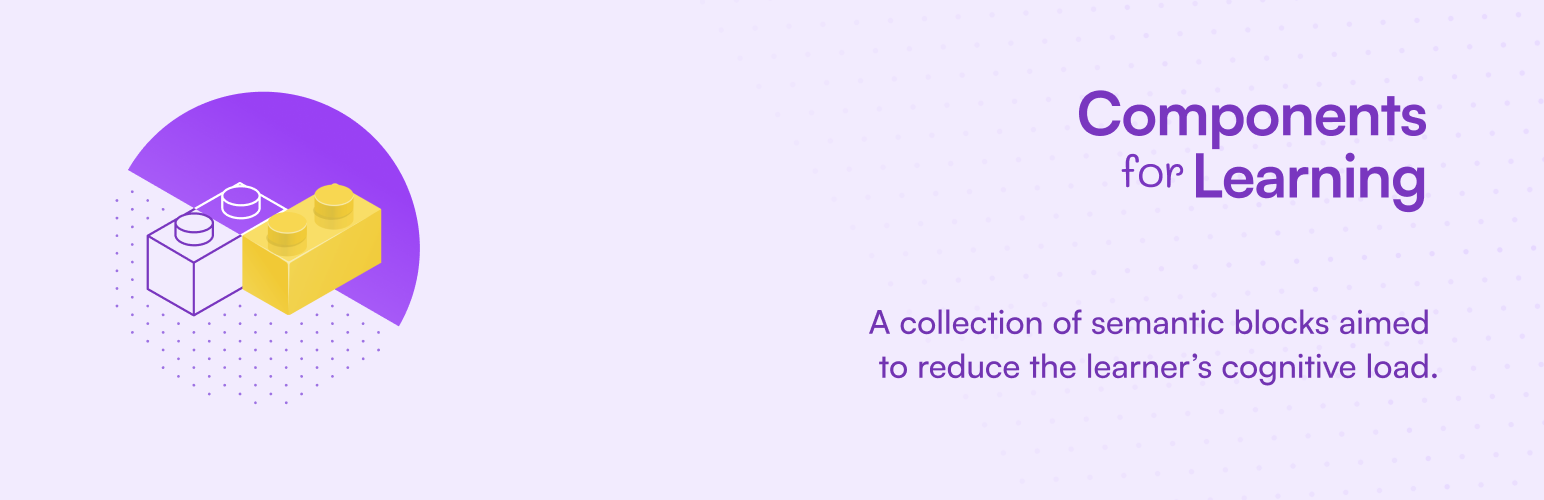 Components
for Learning
A collection of semantic blocks aimed
to reduce the learner’s cognitive load.